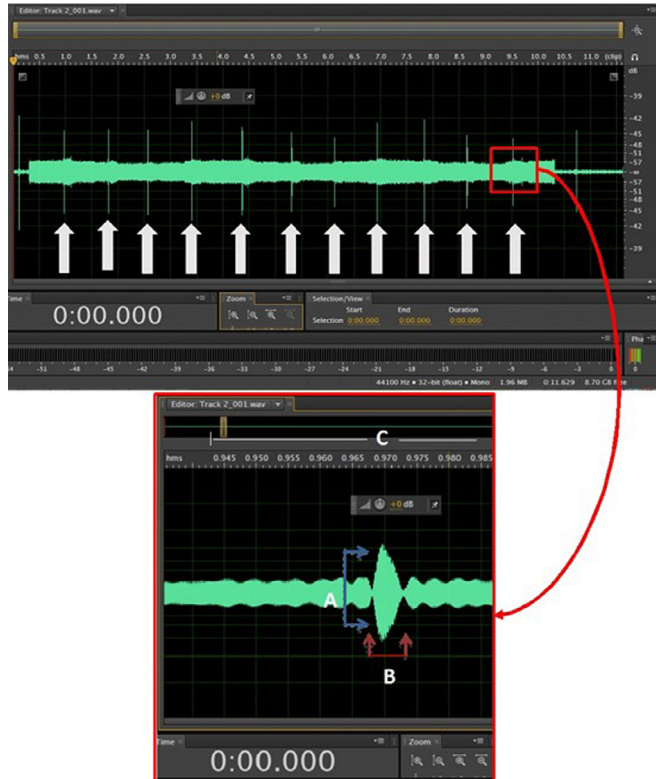 Editor: Track 2_001.wav
hms 0.5 1.0 1.5 2.0 2.5 3.0 3.5 4.0 4.5 5.0 5.5 6.0 6.5 7.0 7.5 8.0 8.5 9.0 9.5 10.0 10.5 11.0 (clip)
dB
+0 dB
-39
-42
-45
-48
-51
-57
-∞
-57
-51
-48
-45
-42
-39
Time
Zoom
Selection/View
Start End Duration
0:00.000
Selection 0:00.000 0:00.000 0:00.000
Pha
-54 -51 -48 -45 -42 -39 -36 -33 -30 -27 -24 -21 -18 -15 -12 -9 -6 -3 0
44100 Hz • 32-bit (float) • Mono 1.96 MB 0:11.629 8.70 GB free
Editor: Track 2_001.wav
C
hms 0.945 0.950 0.955 0.960 0.965 0.970 0.975 0.980 0.985
+0 dB
A
B
Time
Zoom
0:00.000